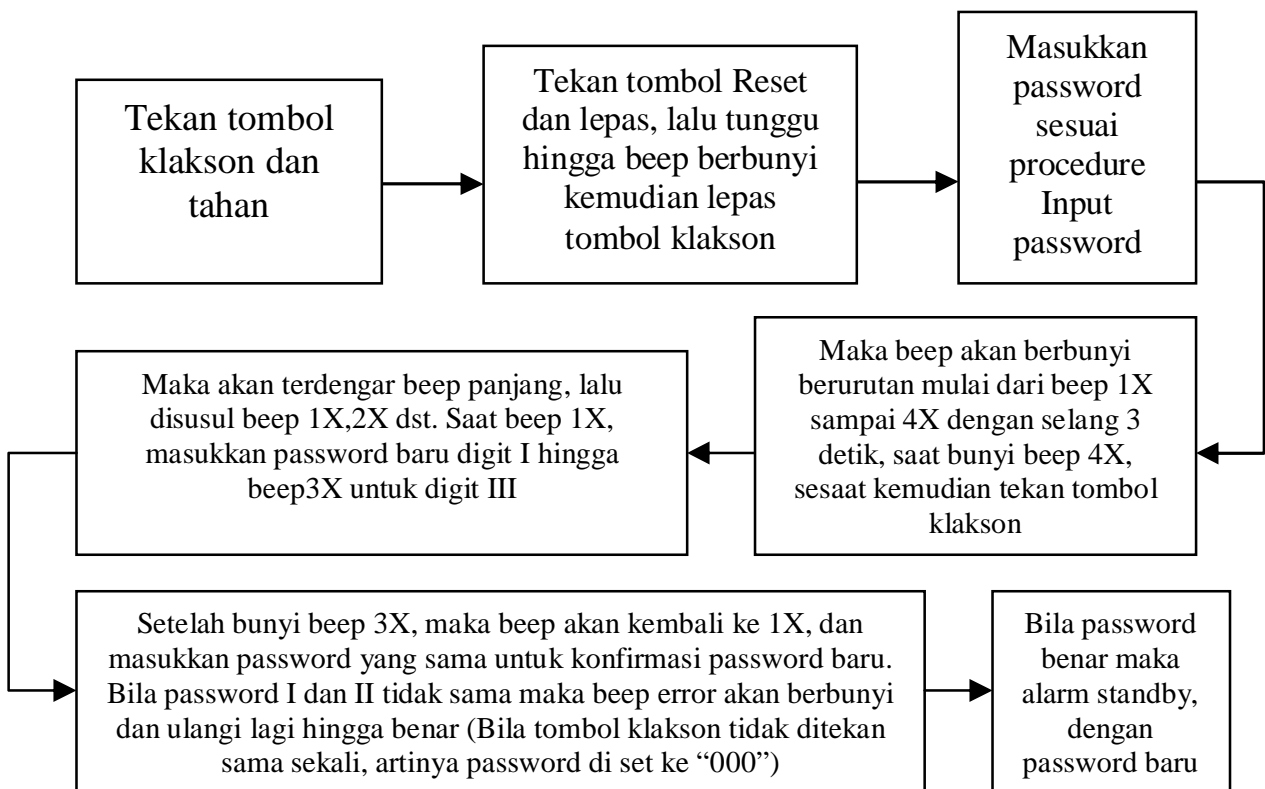 Tekan tombol
klakson dan
tahan
Tekan tombol Reset
dan lepas, lalu tunggu
hingga beep berbunyi
kemudian lepas
tombol klakson
Masukkan
password
sesuai
procedure
Input
password
Maka beep akan berbunyi
berurutan mulai dari beep 1X
sampai 4X dengan selang 3
detik, saat bunyi beep 4X,
sesaat kemudian tekan tombol
klakson
Maka akan terdengar beep panjang, lalu
disusul beep 1X,2X dst. Saat beep 1X,
masukkan password baru digit I hingga
beep3X untuk digit III
Setelah bunyi beep 3X, maka beep akan kembali ke 1X, dan
masukkan password yang sama untuk konfirmasi password baru.
Bila password I dan II tidak sama maka beep error akan berbunyi
dan ulangi lagi hingga benar (Bila tombol klakson tidak ditekan
sama sekali, artinya password di set ke “000”)
Bila password
benar maka
alarm standby,
dengan
password baru